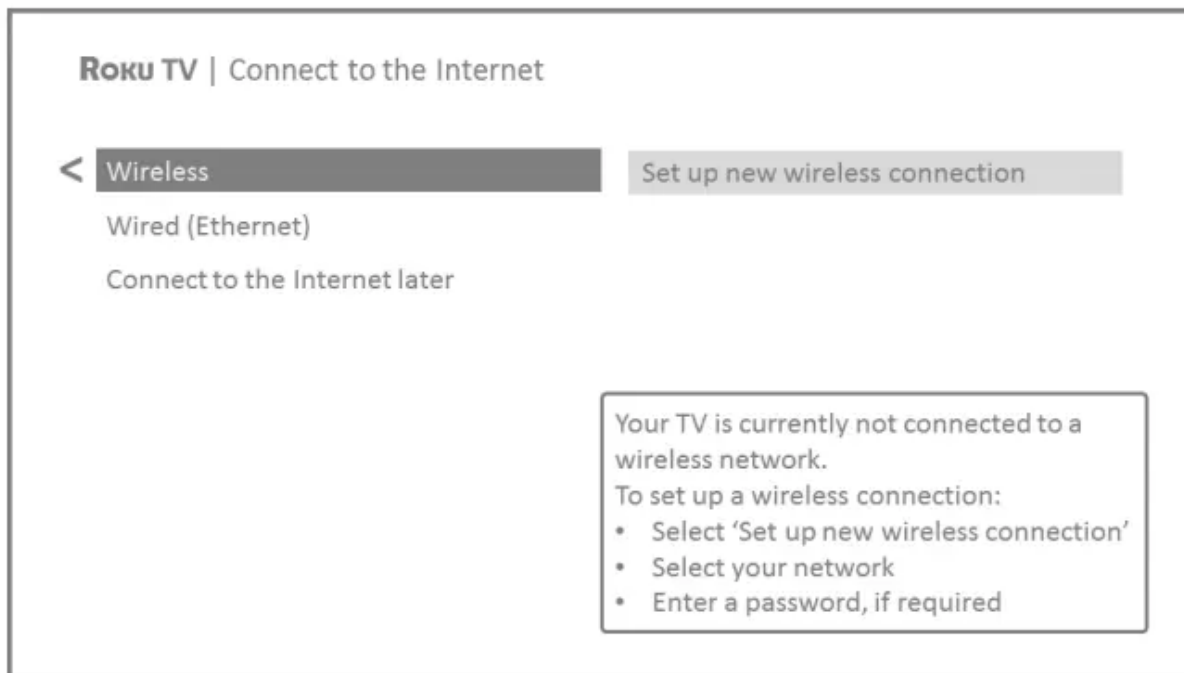 ROKU TV | Connect to the Internet
< Wireless
Set up new wireless connection
Wired (Ethernet)
Connect to the Internet later
Your TV is currently not connected to a
wireless network.
To set up a wireless connection:
• Select ‘Set up new wireless connection’
• Select your network
• Enter a password, if required